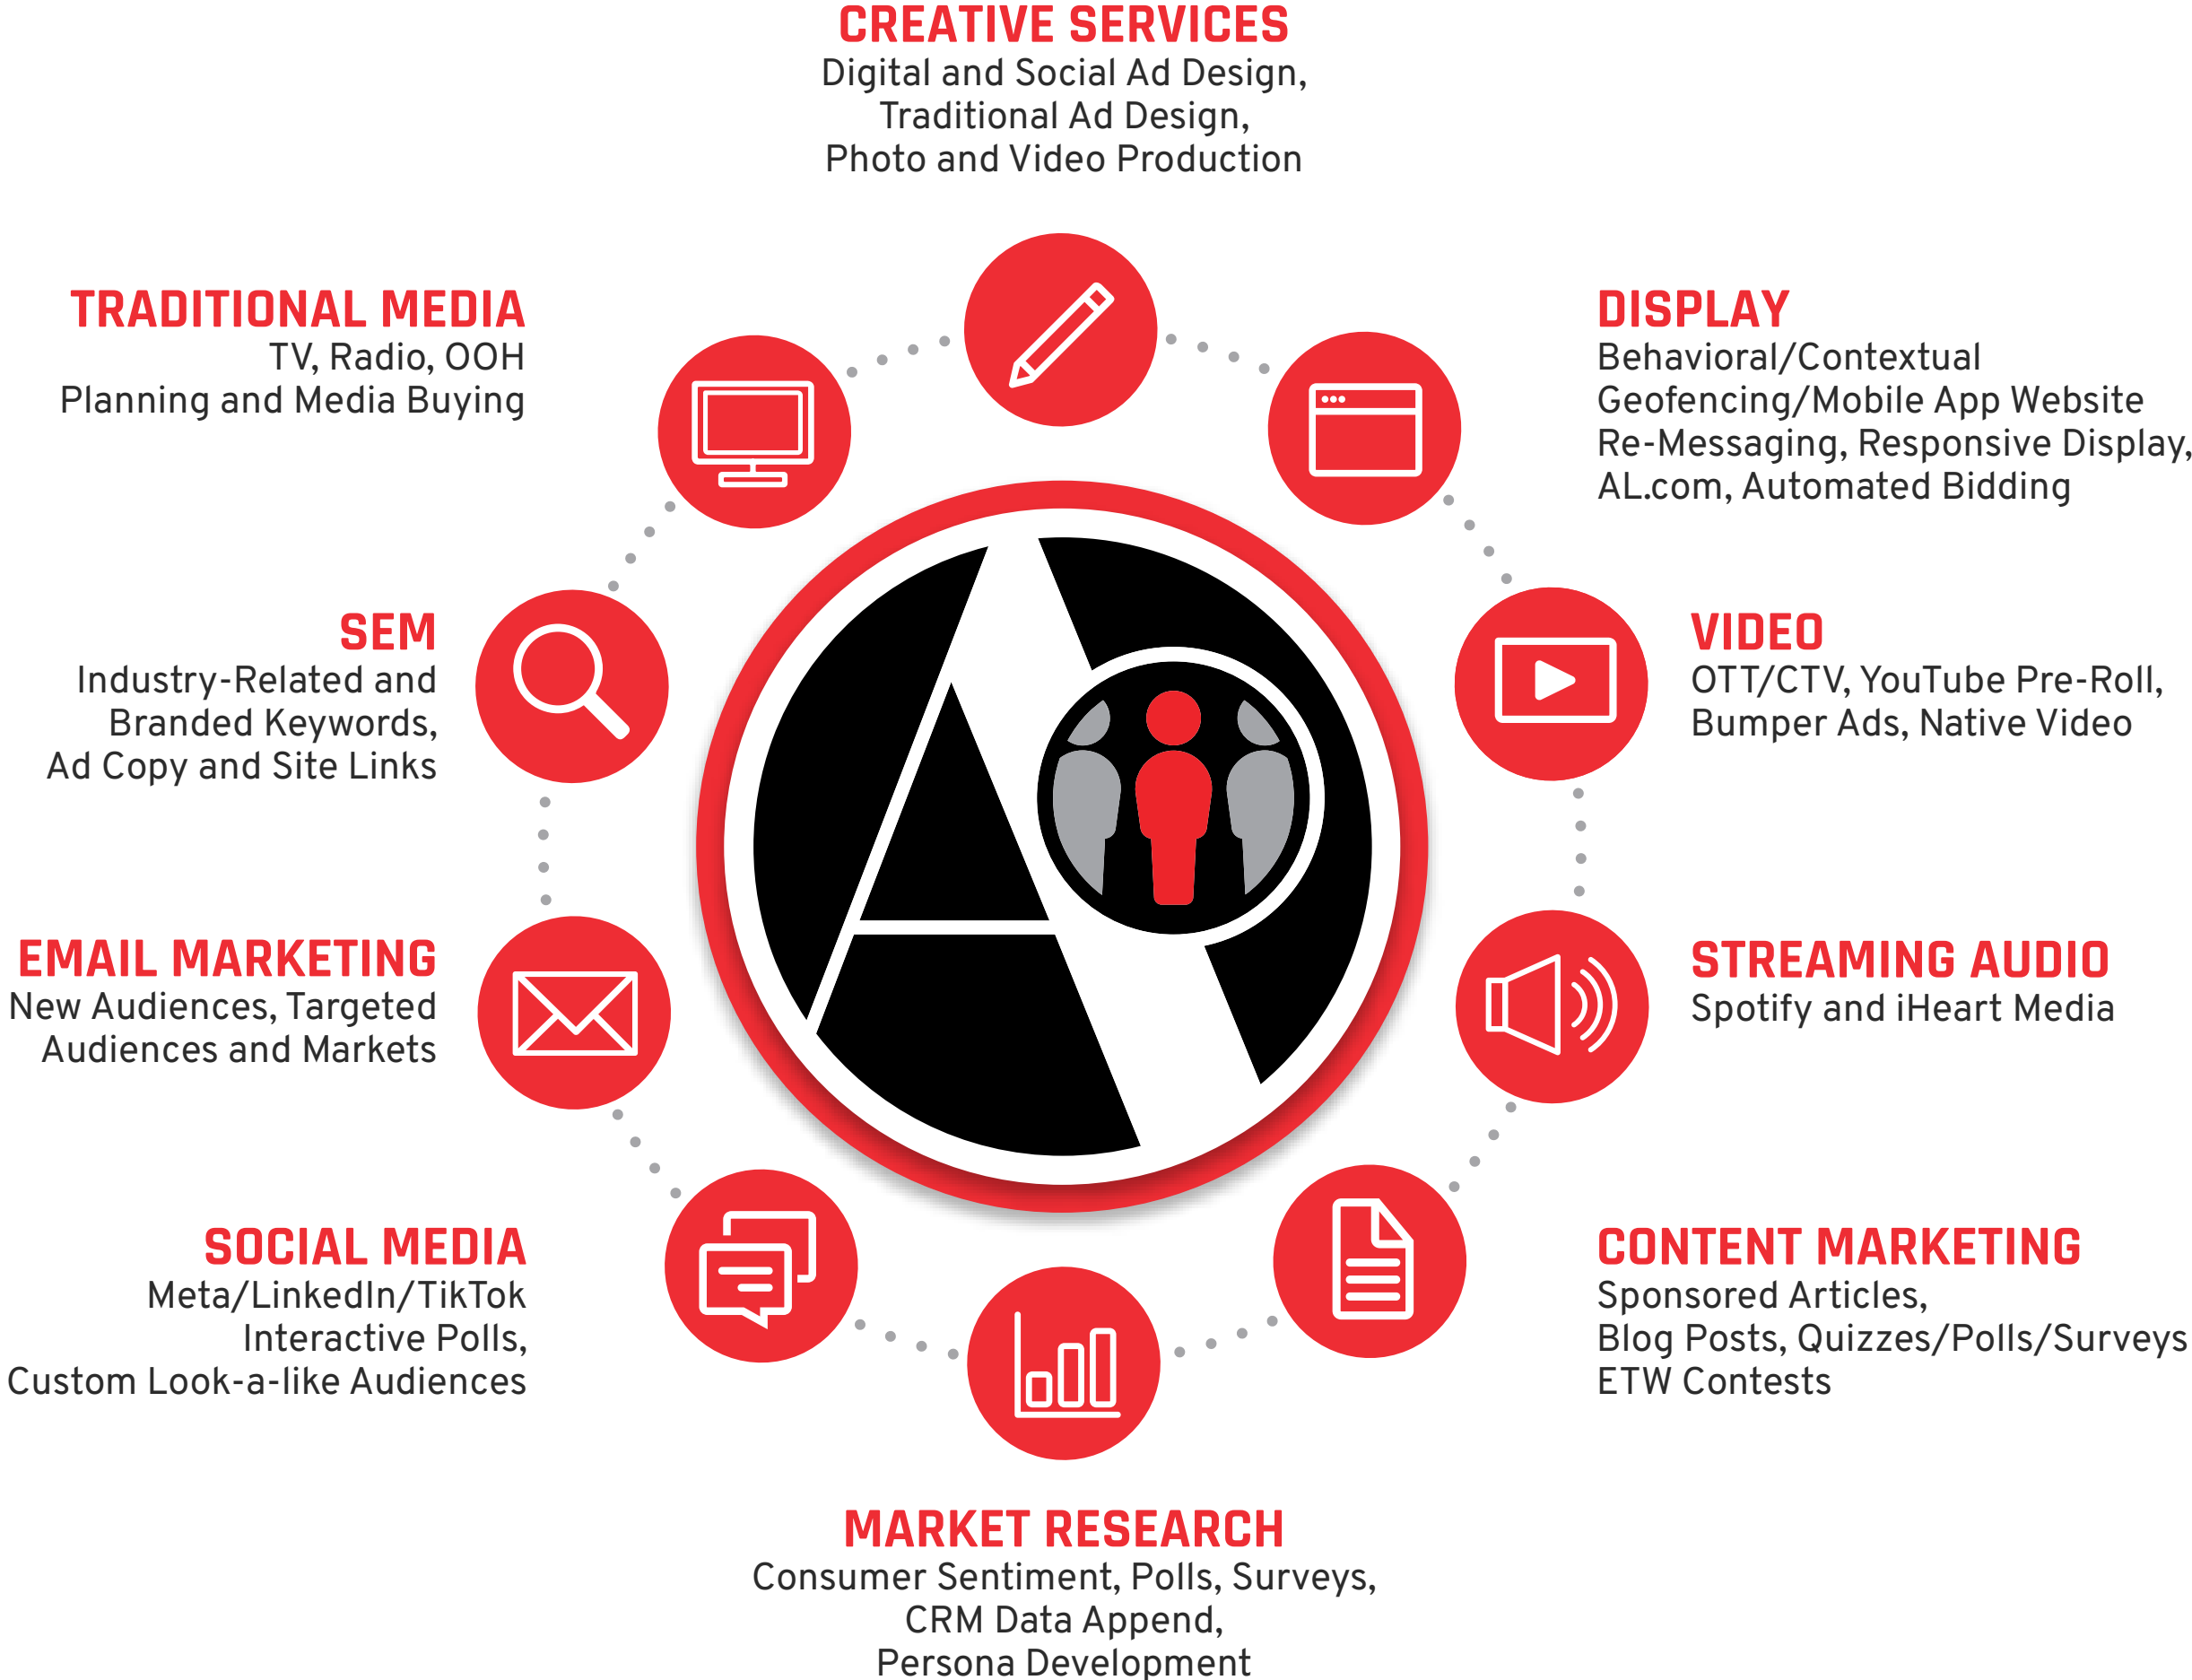 CREATIVE SERVICES
Digital and Social Ad Design,
Traditional Ad Design,
Photo and Video Production
TRADITIONAL MEDIA
TV, Radio, OOH
Planning and Media Buying
DISPLAY
Behavioral/Contextual
Geofencing/Mobile App Website
Re-Messaging, Responsive Display,
AL.com, Automated Bidding
SEM
Industry-Related and
Branded Keywords,
Ad Copy and Site Links
VIDEO
OTT/CTV, YouTube Pre-Roll,
Bumper Ads, Native Video
EMAIL MARKETING
New Audiences, Targeted
Audiences and Markets
STREAMING AUDIO
Spotify and iHeart Media
SOCIAL MEDIA
Meta/LinkedIn/TikTok
Interactive Polls,
Custom Look-a-like Audiences
CONTENT MARKETING
Sponsored Articles,
Blog Posts, Quizzes/Polls/Surveys
ETW Contests
MARKET RESEARCH
Consumer Sentiment, Polls, Surveys,
CRM Data Append,
Persona Development